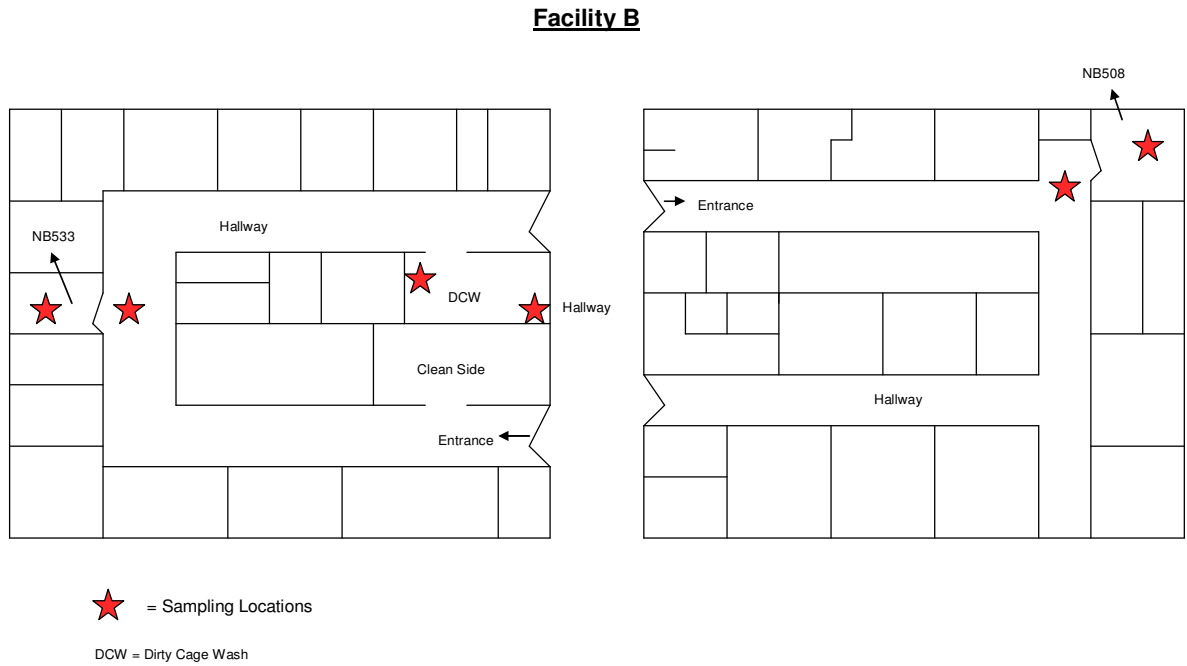 Facility B
NB508
NB533
Hallway
Entrance
DCW
Hallway
Clean Side
Hallway
Entrance
= Sampling Locations
DCW = Dirty Cage Wash